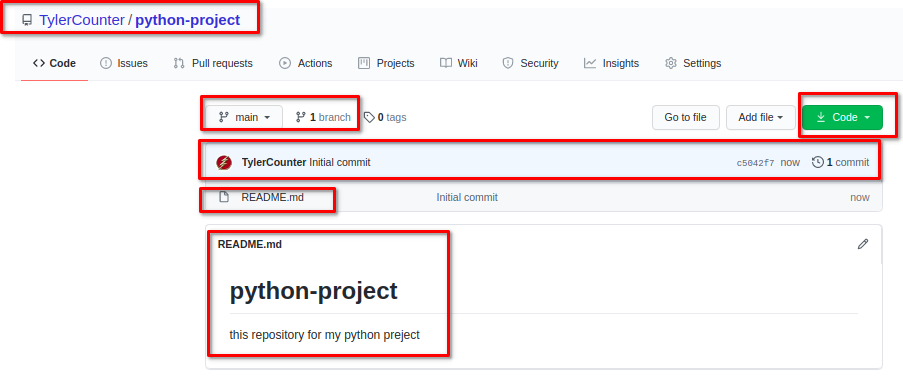 TylerCounter / python-project
Code Issues Pull requests Actions Projects Wiki Security Insights Settings
main 1 branch 0 tags Go to file Add file Code
TylerCounter Initial commit c5042f7 now 1 commit
README.md Initial commit now
README.md
python-project
this repository for my python preject